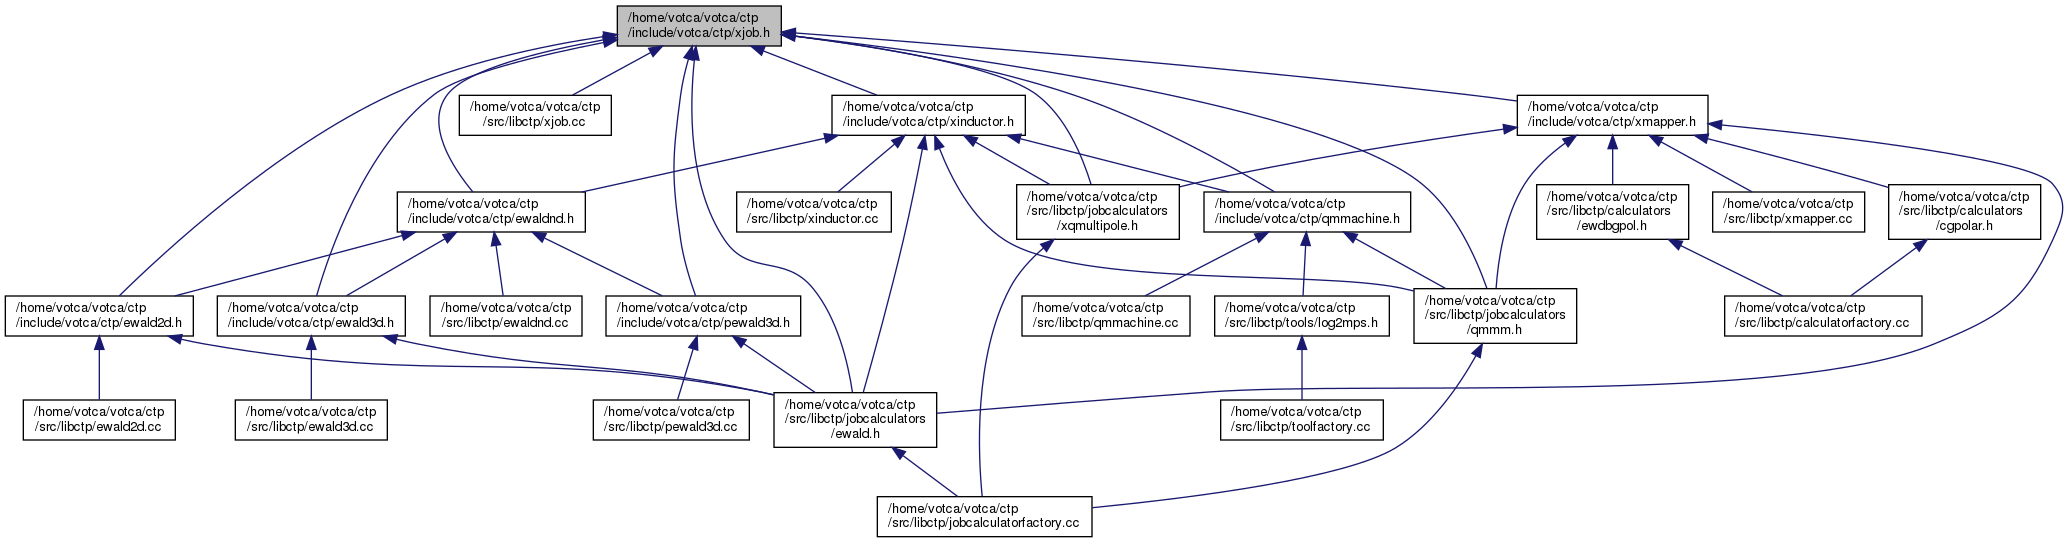 /home/votca/votca/ctp
/include/votca/ctp/xjob.h
/home/votca/votca/ctp
/src/libctp/xjob.cc
/home/votca/votca/ctp
/include/votca/ctp/xinductor.h
/home/votca/votca/ctp
/include/votca/ctp/xmapper.h
/home/votca/votca/ctp
/include/votca/ctp/ewaldnd.h
/home/votca/votca/ctp
/src/libctp/xinductor.cc
/home/votca/votca/ctp
/src/libctp/jobcalculators
/xqmultipole.h
/home/votca/votca/ctp
/include/votca/ctp/qmmachine.h
/home/votca/votca/ctp
/src/libctp/calculators
/ewdbgpol.h
/home/votca/votca/ctp
/src/libctp/xmapper.cc
/home/votca/votca/ctp
/src/libctp/calculators
/cgpolar.h
/home/votca/votca/ctp
/include/votca/ctp/ewald2d.h
/home/votca/votca/ctp
/include/votca/ctp/ewald3d.h
/home/votca/votca/ctp
/src/libctp/ewaldnd.cc
/home/votca/votca/ctp
/include/votca/ctp/pewald3d.h
/home/votca/votca/ctp
/src/libctp/qmmachine.cc
/home/votca/votca/ctp
/src/libctp/tools/log2mps.h
/home/votca/votca/ctp
/src/libctp/jobcalculators
/qmmm.h
/home/votca/votca/ctp
/src/libctp/calculatorfactory.cc
/home/votca/votca/ctp
/src/libctp/ewald2d.cc
/home/votca/votca/ctp
/src/libctp/ewald3d.cc
/home/votca/votca/ctp
/src/libctp/pewald3d.cc
/home/votca/votca/ctp
/src/libctp/jobcalculators
/ewald.h
/home/votca/votca/ctp
/src/libctp/toolfactory.cc
/home/votca/votca/ctp
/src/libctp/jobcalculatorfactory.cc